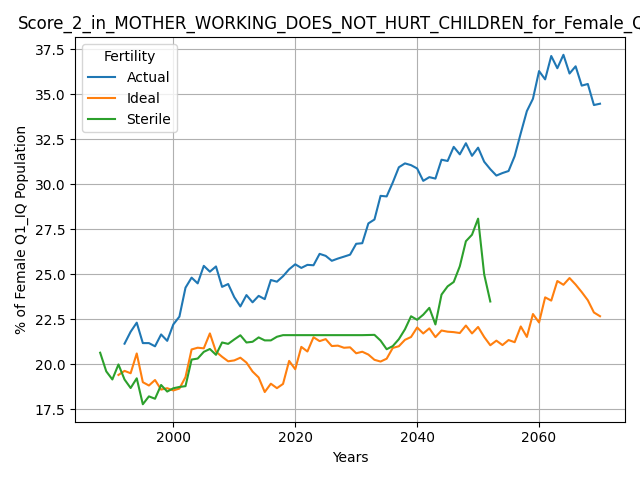 Score_2_in_MOTHER_WORKING_DOES_NOT_HURT_CHILDREN_for_Female_
Fertility
Actual
Ideal
Sterile
% of Female Q1_IQ Population
37.5
35.0
32.5
30.0
27.5
25.0
22.5
20.0
17.5
2000
2020
2040
2060
Years